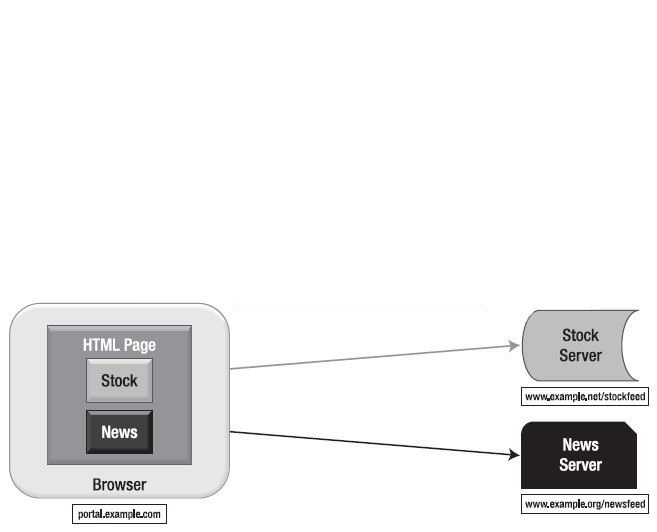 HTML Page
Stock
News
Browser
portal.example.com
Stock
Server
www.example.net/stockfeed
News
Server
www.example.org/newsfeed